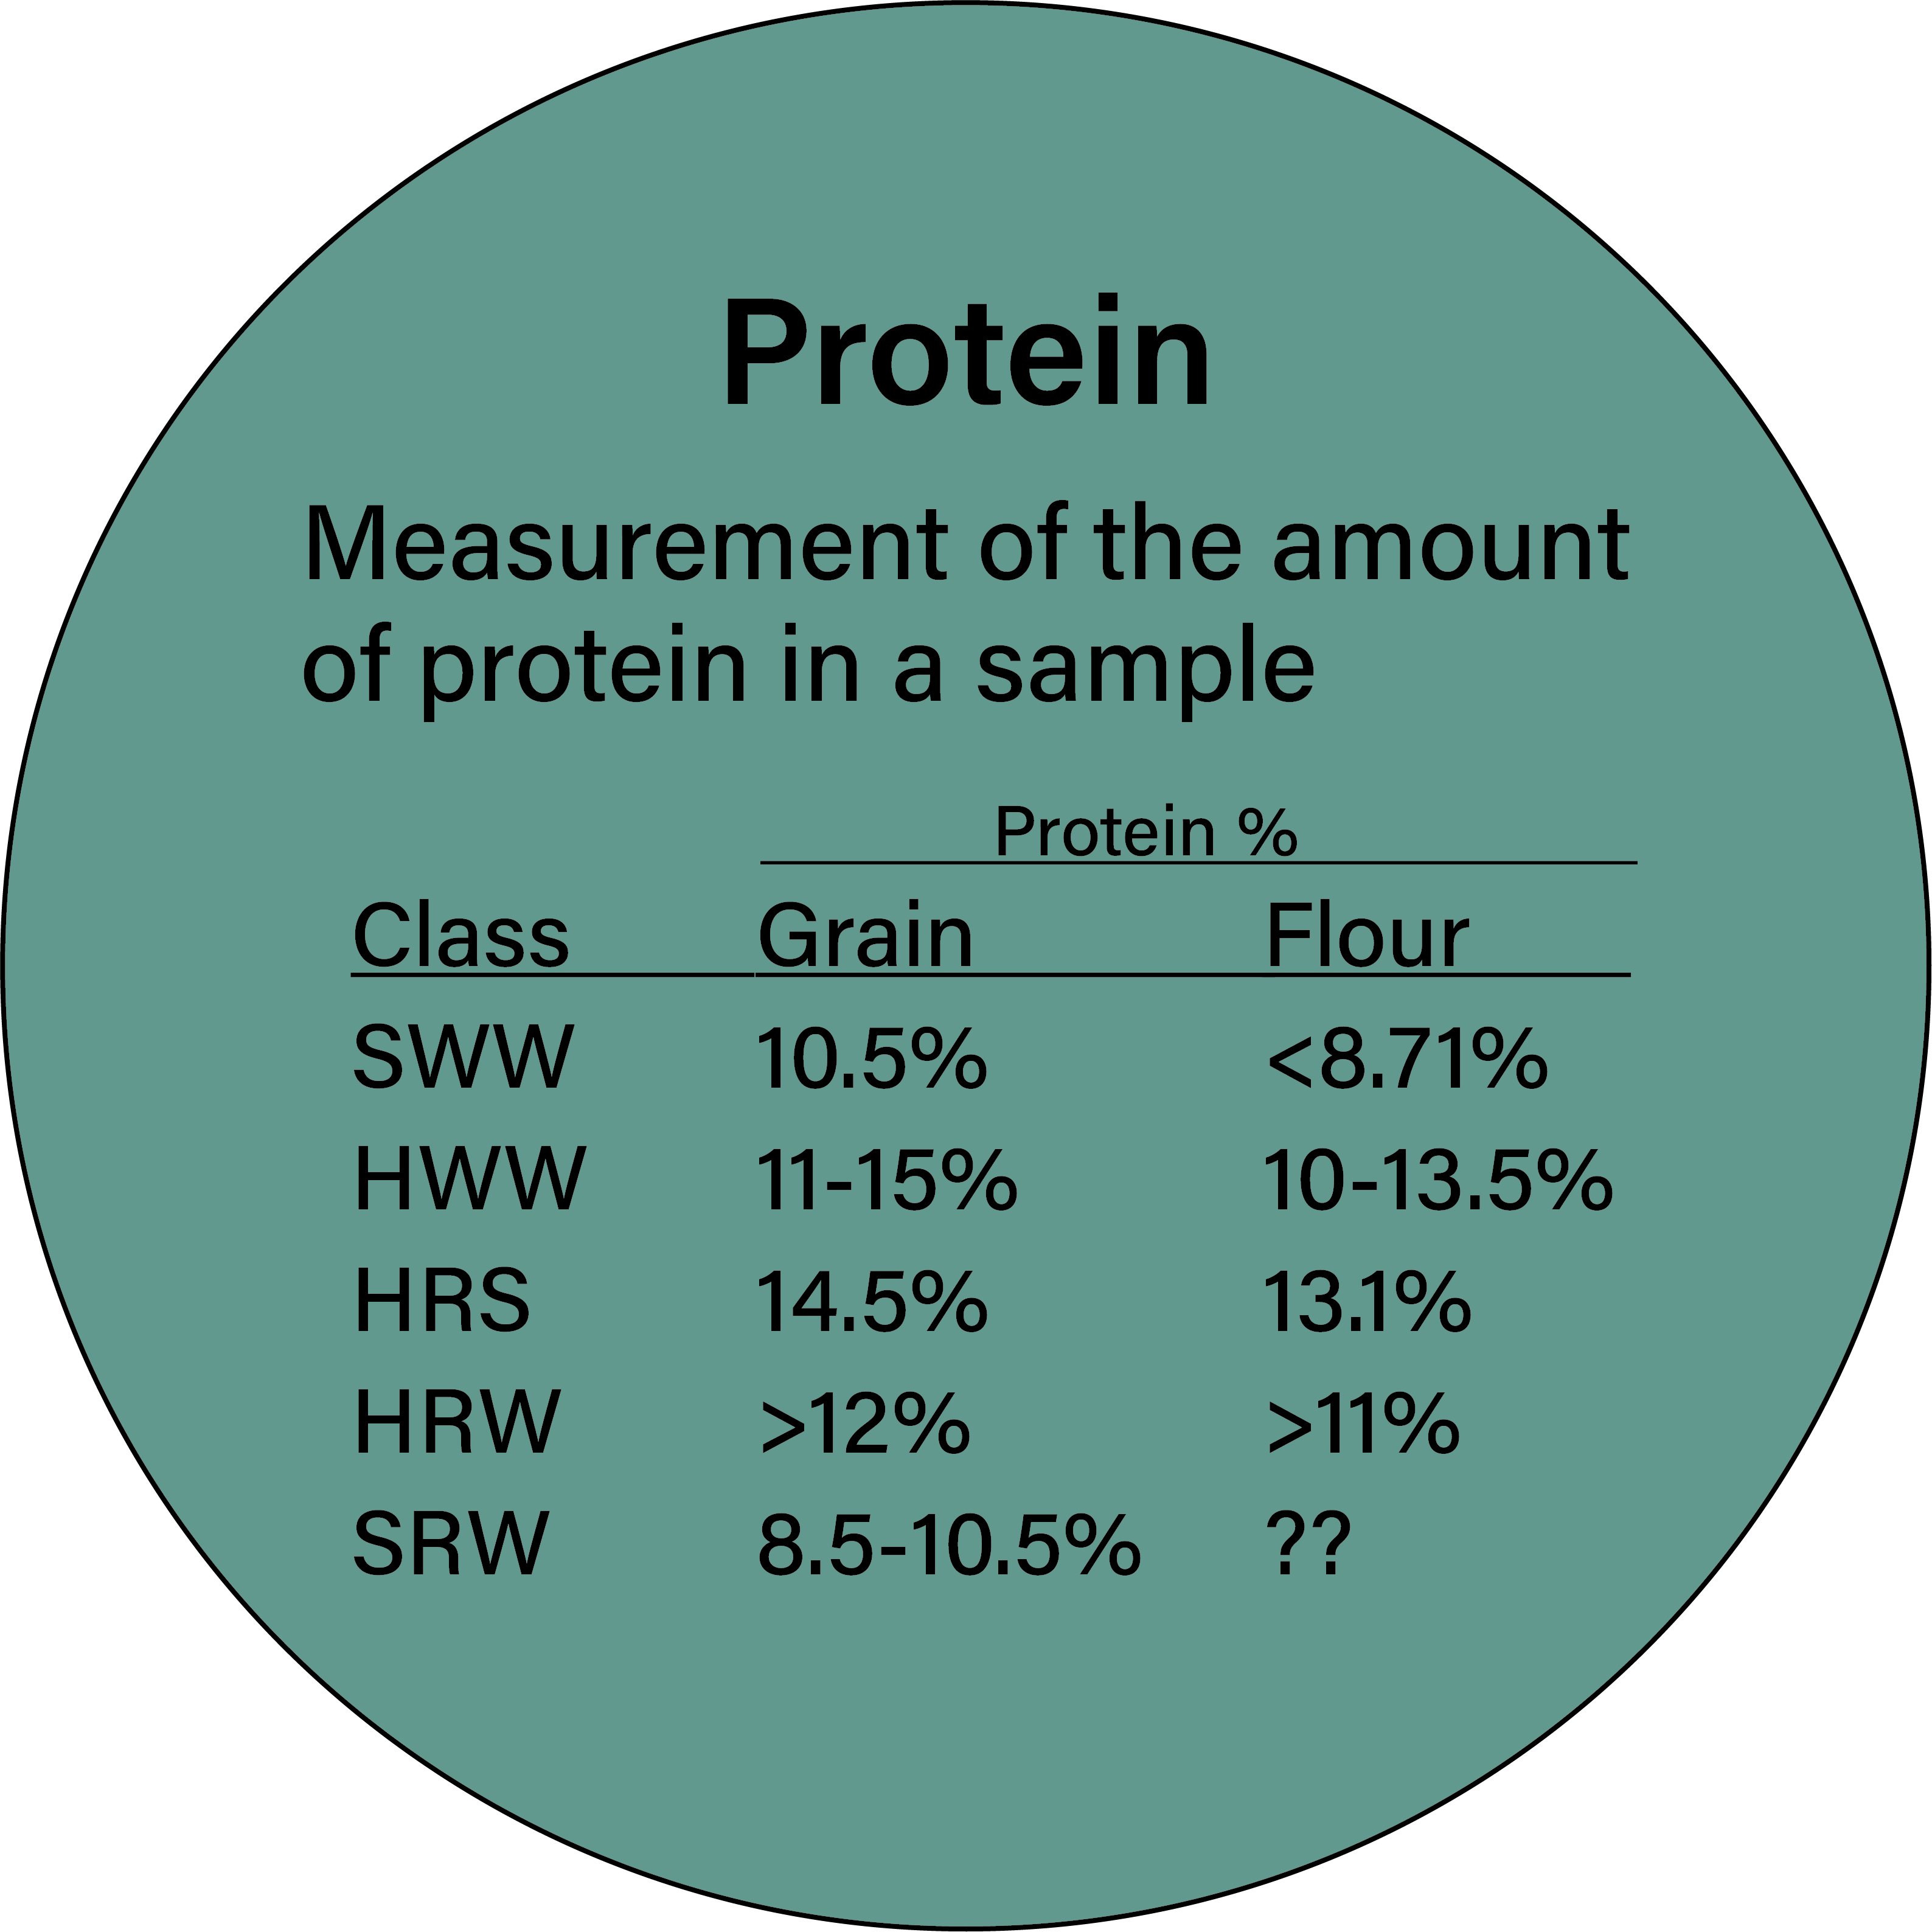 Protein
Measurement of the amount
of protein in a sample
Protein %
Class Grain Flour
SWW 10.5% <8.71%
HWW 11-15% 10-13.5%
HRS 14.5% 13.1%
HRW >12% >11%
SRW 8.5-10.5% ??